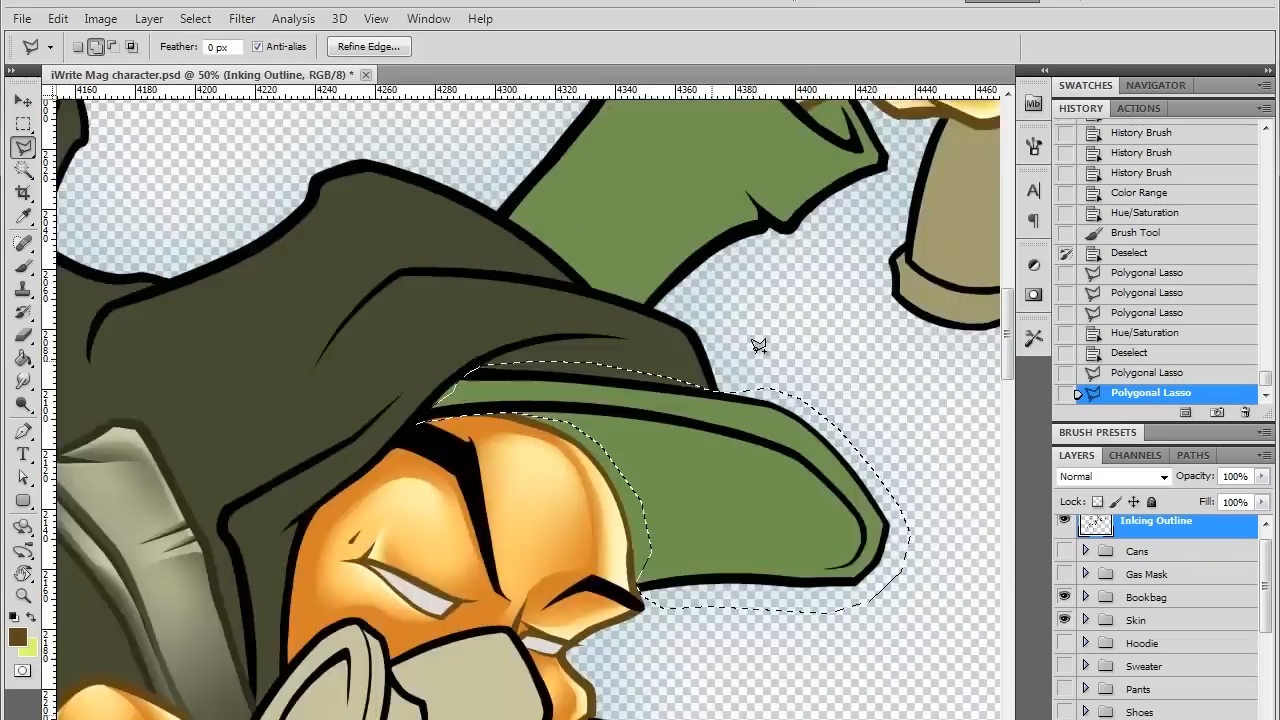 File Edit Image Layer Select Filter Analysis 3D View Window Help
Feather: 0 px Anti-alias Refine Edge...
iWrite Mag character.psd @ 50% (Inking Outline, RGB/8) *
4160 4180 4200 4220 4240 4260 4280 4300 4320 4340 4360 4380 4400 4420 4440 4460
SWATCHES NAVIGATOR
HISTORY ACTIONS
History Brush
History Brush
History Brush
Color Range
Hue/Saturation
Brush Tool
Deselect
Polygonal Lasso
Polygonal Lasso
Polygonal Lasso
Hue/Saturation
Deselect
Polygonal Lasso
Polygonal Lasso
BRUSH PRESETS
LAYERS CHANNELS PATHS
Normal Opacity: 100%
Lock: Fill: 100%
Inking Outline
Cans
Gas Mask
Bookbag
Skin
Hoodie
Sweater
Pants
Shoes
Mb